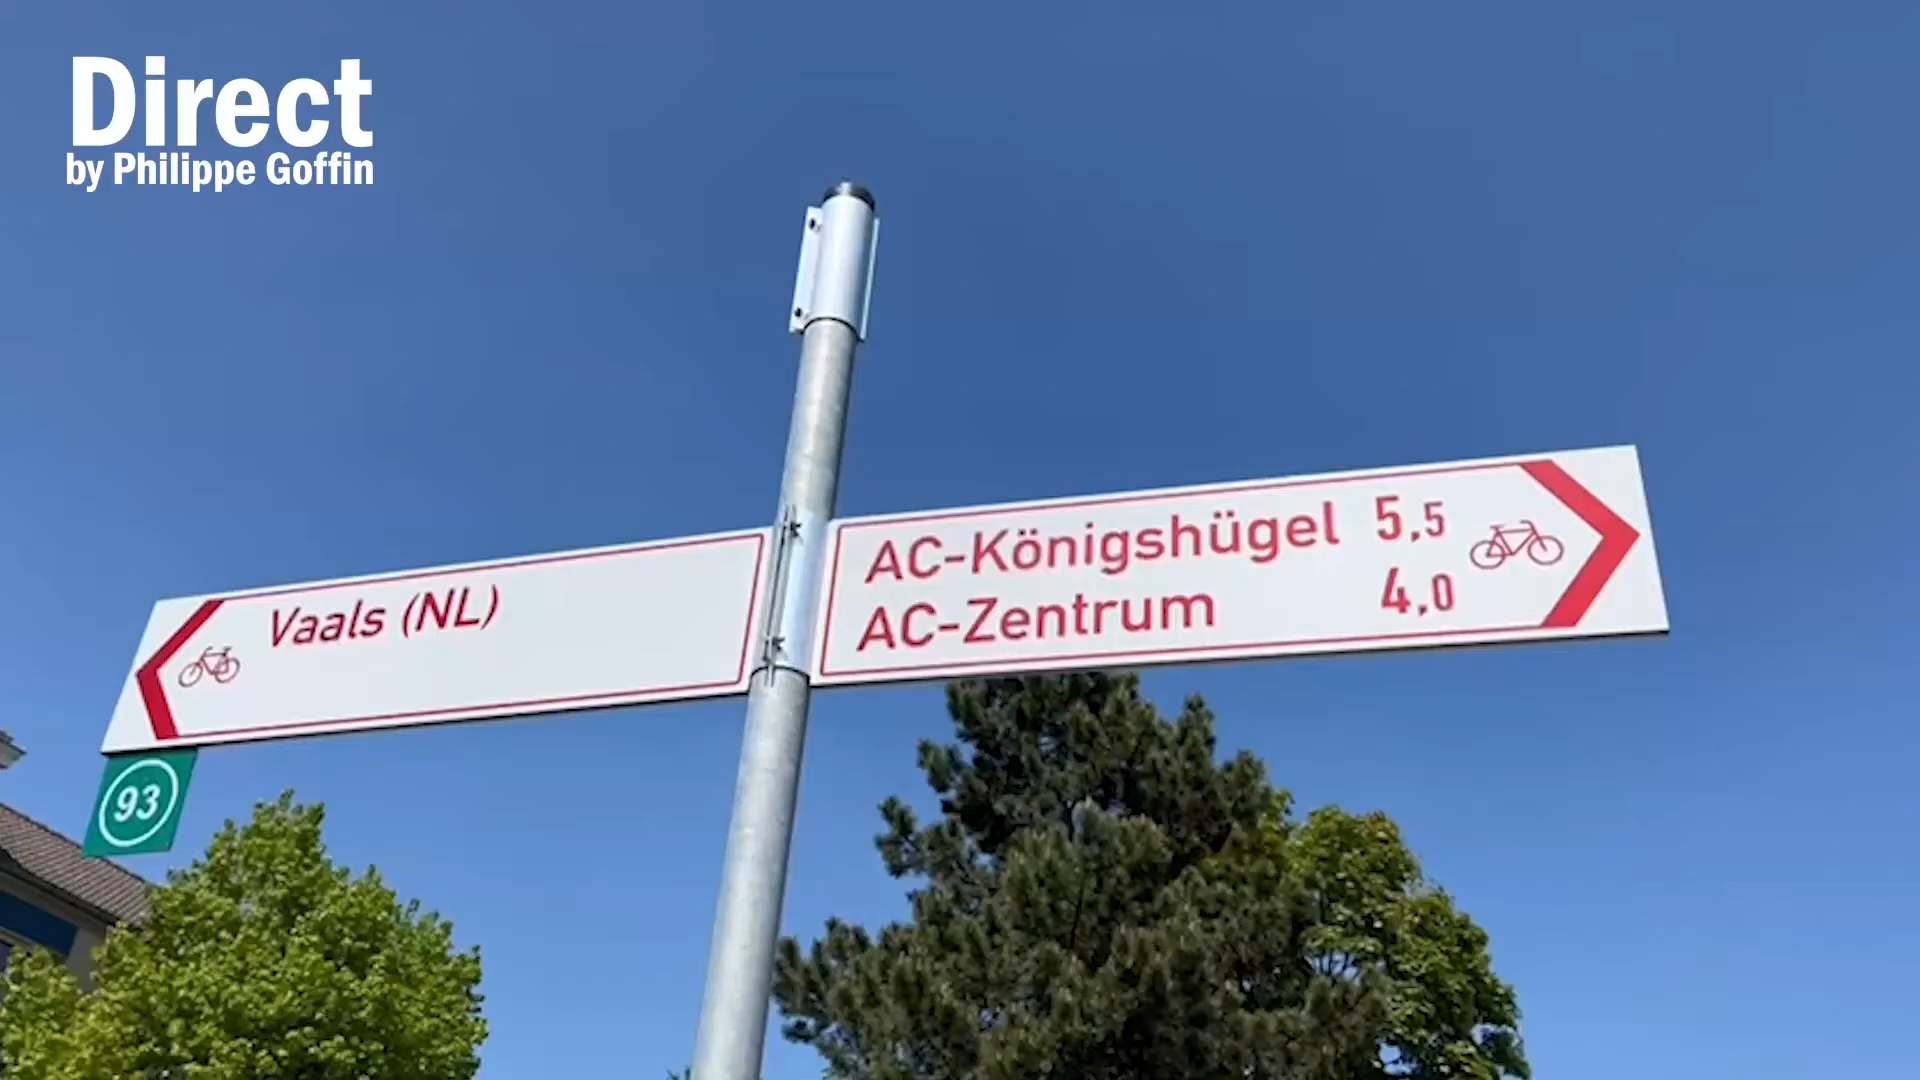 Direct
by Philippe Goffin
Vaals (NL)
93
AC-Königshügel 5,5
AC-Zentrum 4,0